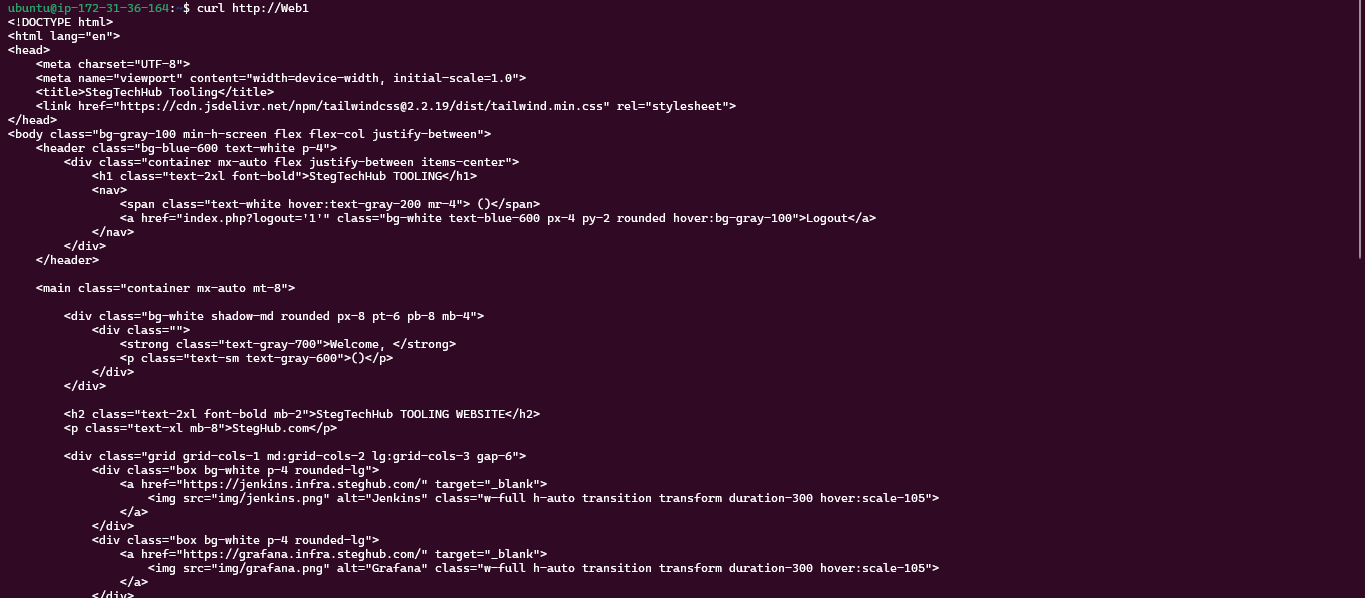 ubuntu@ip-172-31-36-164:~$ curl http://Web1
<!DOCTYPE html>
<html lang="en">
<head>
    <meta charset="UTF-8">
    <meta name="viewport" content="width=device-width, initial-scale=1.0">
    <title>StegTechHub Tooling</title>
    <link href="https://cdn.jsdelivr.net/npm/tailwindcss@2.2.19/dist/tailwind.min.css" rel="stylesheet">
</head>
<body class="bg-gray-100 min-h-screen flex flex-col justify-between">
    <header class="bg-blue-600 text-white p-4">
        <div class="container mx-auto flex justify-between items-center">
            <h1 class="text-2xl font-bold">StegTechHub TOOLING</h1>
            <nav>
                <span class="text-white hover:text-gray-200 mr-4"> ()</span>
                <a href="index.php?logout='1'" class="bg-white text-blue-600 px-4 py-2 rounded hover:bg-gray-100">Logout</a>
            </nav>
        </div>
    </header>
    <main class="container mx-auto mt-8">
        <div class="bg-white shadow-md rounded px-8 pt-6 pb-8 mb-4">
            <div class="">
                <strong class="text-gray-700">Welcome, </strong>
                <p class="text-sm text-gray-600">()</p>
            </div>
        </div>
        <h2 class="text-2xl font-bold mb-2">StegTechHub TOOLING WEBSITE</h2>
        <p class="text-xl mb-8">StegHub.com</p>
        <div class="grid grid-cols-1 md:grid-cols-2 lg:grid-cols-3 gap-6">
            <div class="box bg-white p-4 rounded-lg">
                <a href="https://jenkins.infra.steghub.com/" target="_blank">
                    <img src="img/jenkins.png" alt="Jenkins" class="w-full h-auto transition transform duration-300 hover:scale-105">
                </a>
            </div>
            <div class="box bg-white p-4 rounded-lg">
                <a href="https://grafana.infra.steghub.com/" target="_blank">
                    <img src="img/grafana.png" alt="Grafana" class="w-full h-auto transition transform duration-300 hover:scale-105">
                </a>
            </div>